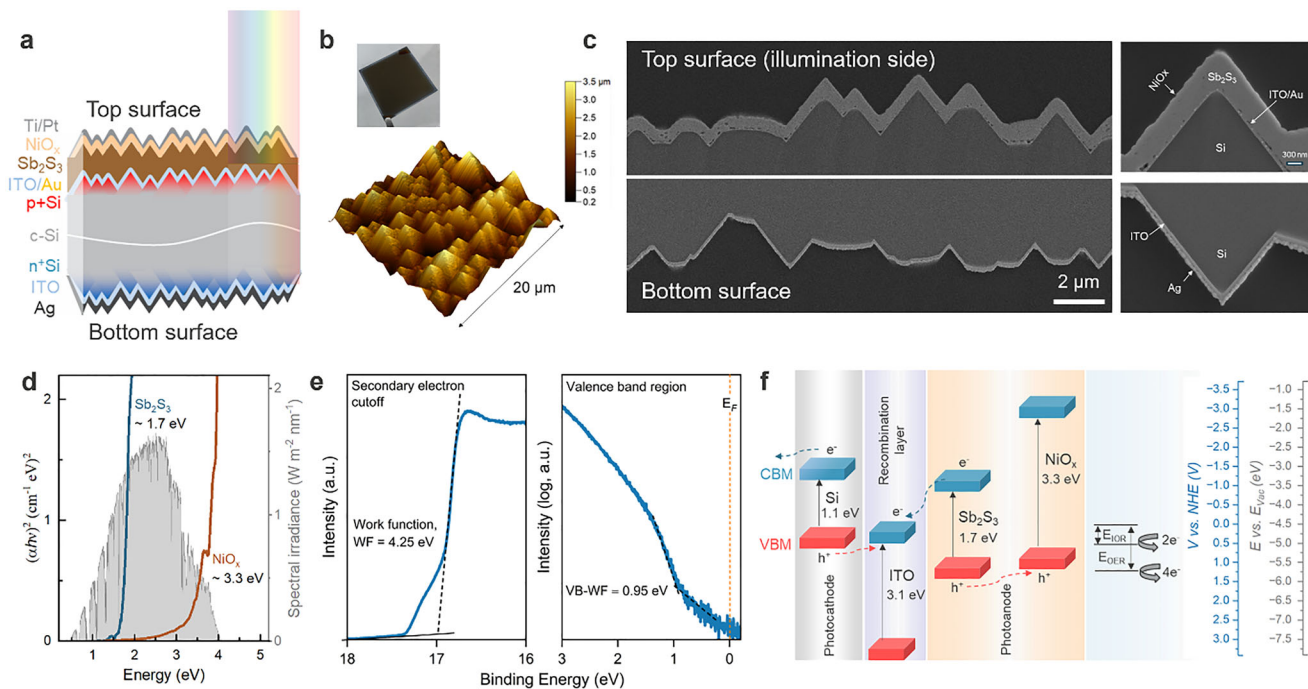 a
Top surface
Ti/Pt
NiOₓ
Sb₂S₃
ITO/Au
p+Si
c-Si
n⁺Si
ITO
Ag
Bottom surface
b
3.5 µm
3.0
2.5
2.0
1.5
1.0
0.2
20 µm
c
Top surface (illumination side)
Bottom surface
2 µm
NiOx
Sb₂S₃
ITO/Au
Si
300 nm
ITO
Si
Ag
d
Sb₂S₃
~ 1.7 eV
NiOₓ
~ 3.3 eV
(αhν)² (cm⁻¹ eV)²
0
1
2
Spectral irradiance (W m⁻² nm⁻¹)
0
1
2
1 2 3 4 5
Energy (eV)
e
Secondary electron
cutoff
Work function,
WF = 4.25 eV
Intensity (a.u.)
18 17 16
Valence band region
E_F
VB-WF = 0.95 eV
Intensity (log, a.u.)
3 2 1 0
Binding Energy (eV)
f
CBM
VBM
e⁻
Si
1.1 eV
h⁺
Photocathode
Recombination
layer
e⁻
ITO
3.1 eV
e⁻
Sb₂S₃
1.7 eV
h⁺
NiOₓ
3.3 eV
h⁺
Photoanode
E_IOR
E_OER
2e⁻
4e⁻
V vs. NHE (V)
−3.5
−3.0
−2.5
−2.0
−1.5
−1.0
−0.5
0.0
0.5
1.0
1.5
2.0
2.5
3.0
E vs. E_Vac (eV)
−1.0
−1.5
−2.0
−2.5
−3.0
−3.5
−4.0
−4.5
−5.0
−5.5
−6.0
−6.5
−7.0
−7.5